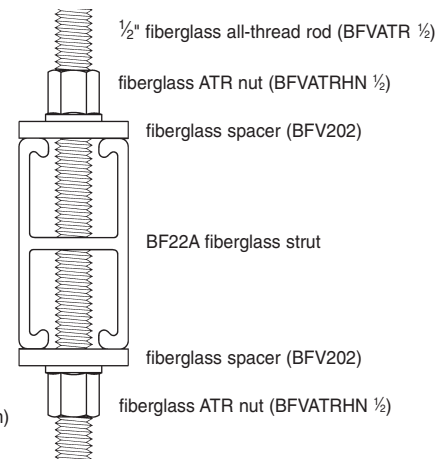 ½" fiberglass all-thread rod (BFVATR ½)
fiberglass ATR nut (BFVATRHN ½)
fiberglass spacer (BFV202)
BF22A fiberglass strut
fiberglass spacer (BFV202)
fiberglass ATR nut (BFVATRHN ½)